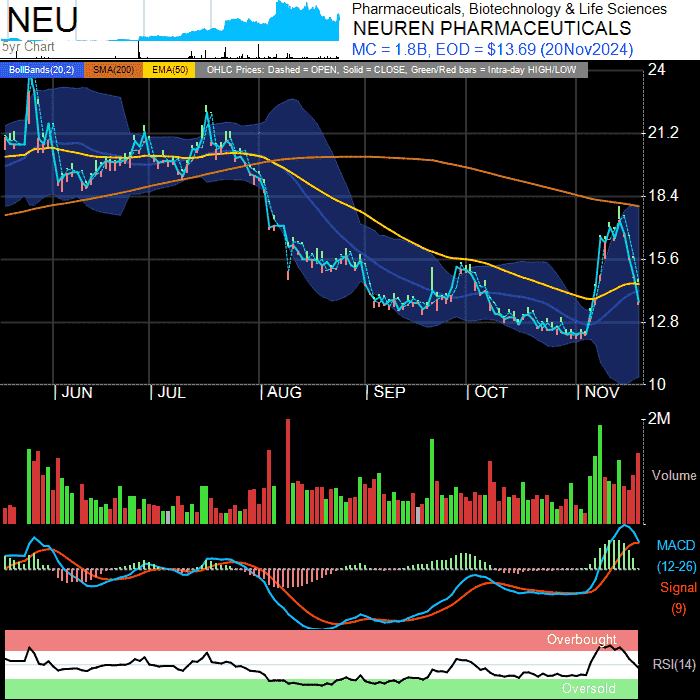 NEU
5yr Chart
Pharmaceuticals, Biotechnology & Life Sciences
NEUREN PHARMACEUTICALS
MC = 1.8B, EOD = $13.69 (20Nov2024)
BollBands(20,2) SMA(200) EMA(50) OHLC Prices: Dashed = OPEN, Solid = CLOSE, Green/Red bars = Intra-day HIGH/LOW
24
21.2
18.4
15.6
12.8
10
| JUN | JUL | AUG | SEP | OCT | NOV
2M
Volume
MACD
(12-26)
Signal
(9)
Overbought
RSI(14)
Oversold